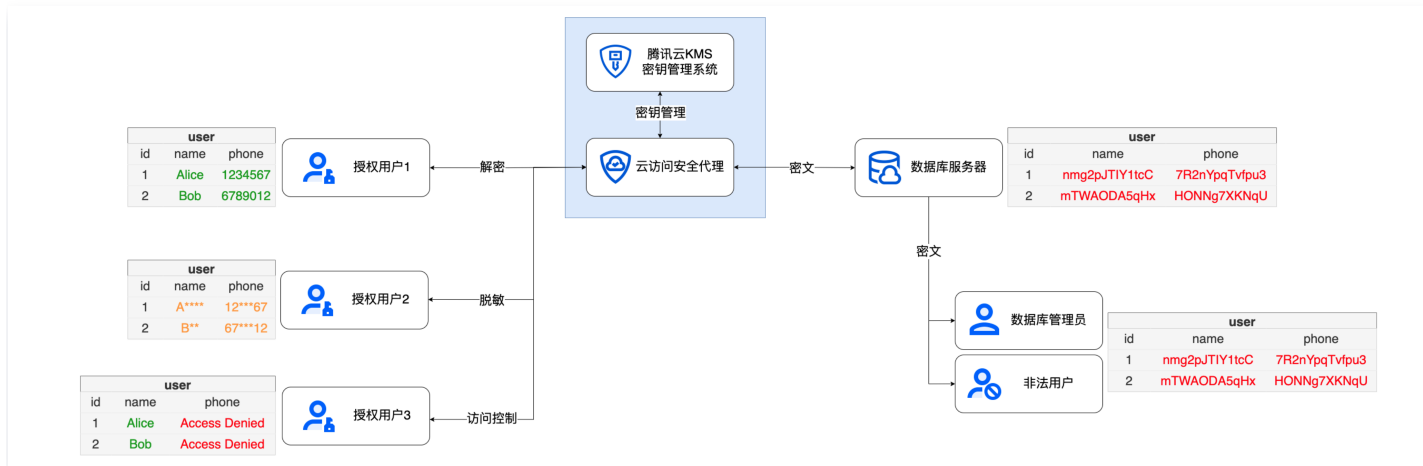 腾讯云KMS
密钥管理系统
密钥管理
云访问安全代理
user
id name phone
1 Alice 1234567
2 Bob 6789012
授权用户1
解密
密文
数据库服务器
user
id name phone
1 nmg2pJTIY1tcC 7R2nYpqTvfpu3
2 mTWAODA5qHx HONNg7XKNqU
密文
user
id name phone
1 A**** 12***67
2 B** 67***12
授权用户2
脱敏
数据库管理员
非法用户
user
id name phone
1 nmg2pJTIY1tcC 7R2nYpqTvfpu3
2 mTWAODA5qHx HONNg7XKNqU
user
id name phone
1 Alice Access Denied
2 Bob Access Denied
授权用户3
访问控制